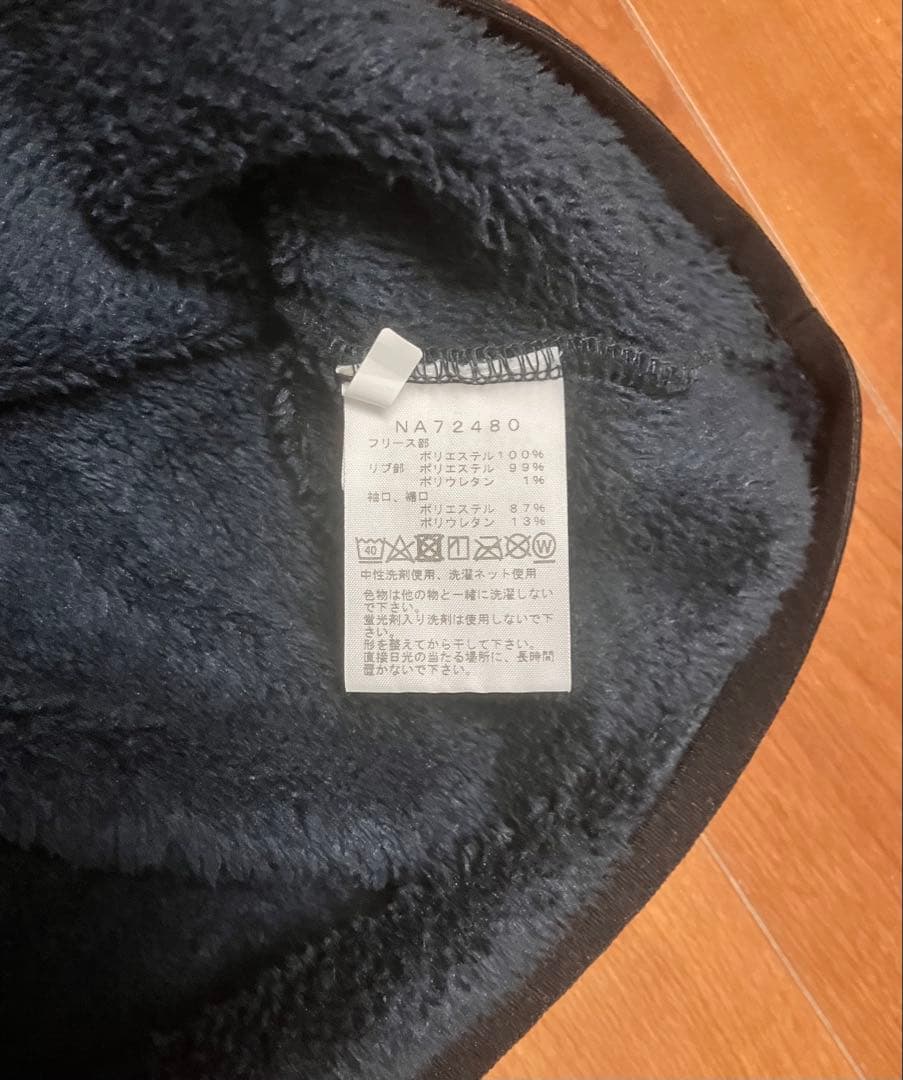 NA72480
フリース部
ポリエステル100%
リブ部 ポリエステル 99%
ポリウレタン 1%
袖口、裾口
ポリエステル 87%
ポリウレタン 13%
40 W
中性洗剤使用、洗濯ネット使用
色物は他の物と一緒に洗濯しない
で下さい。
蛍光剤入り洗剤は使用しないで下
さい。
形を整えてから干して下さい。
直接日光の当たる場所に、長時間
置かないで下さい。